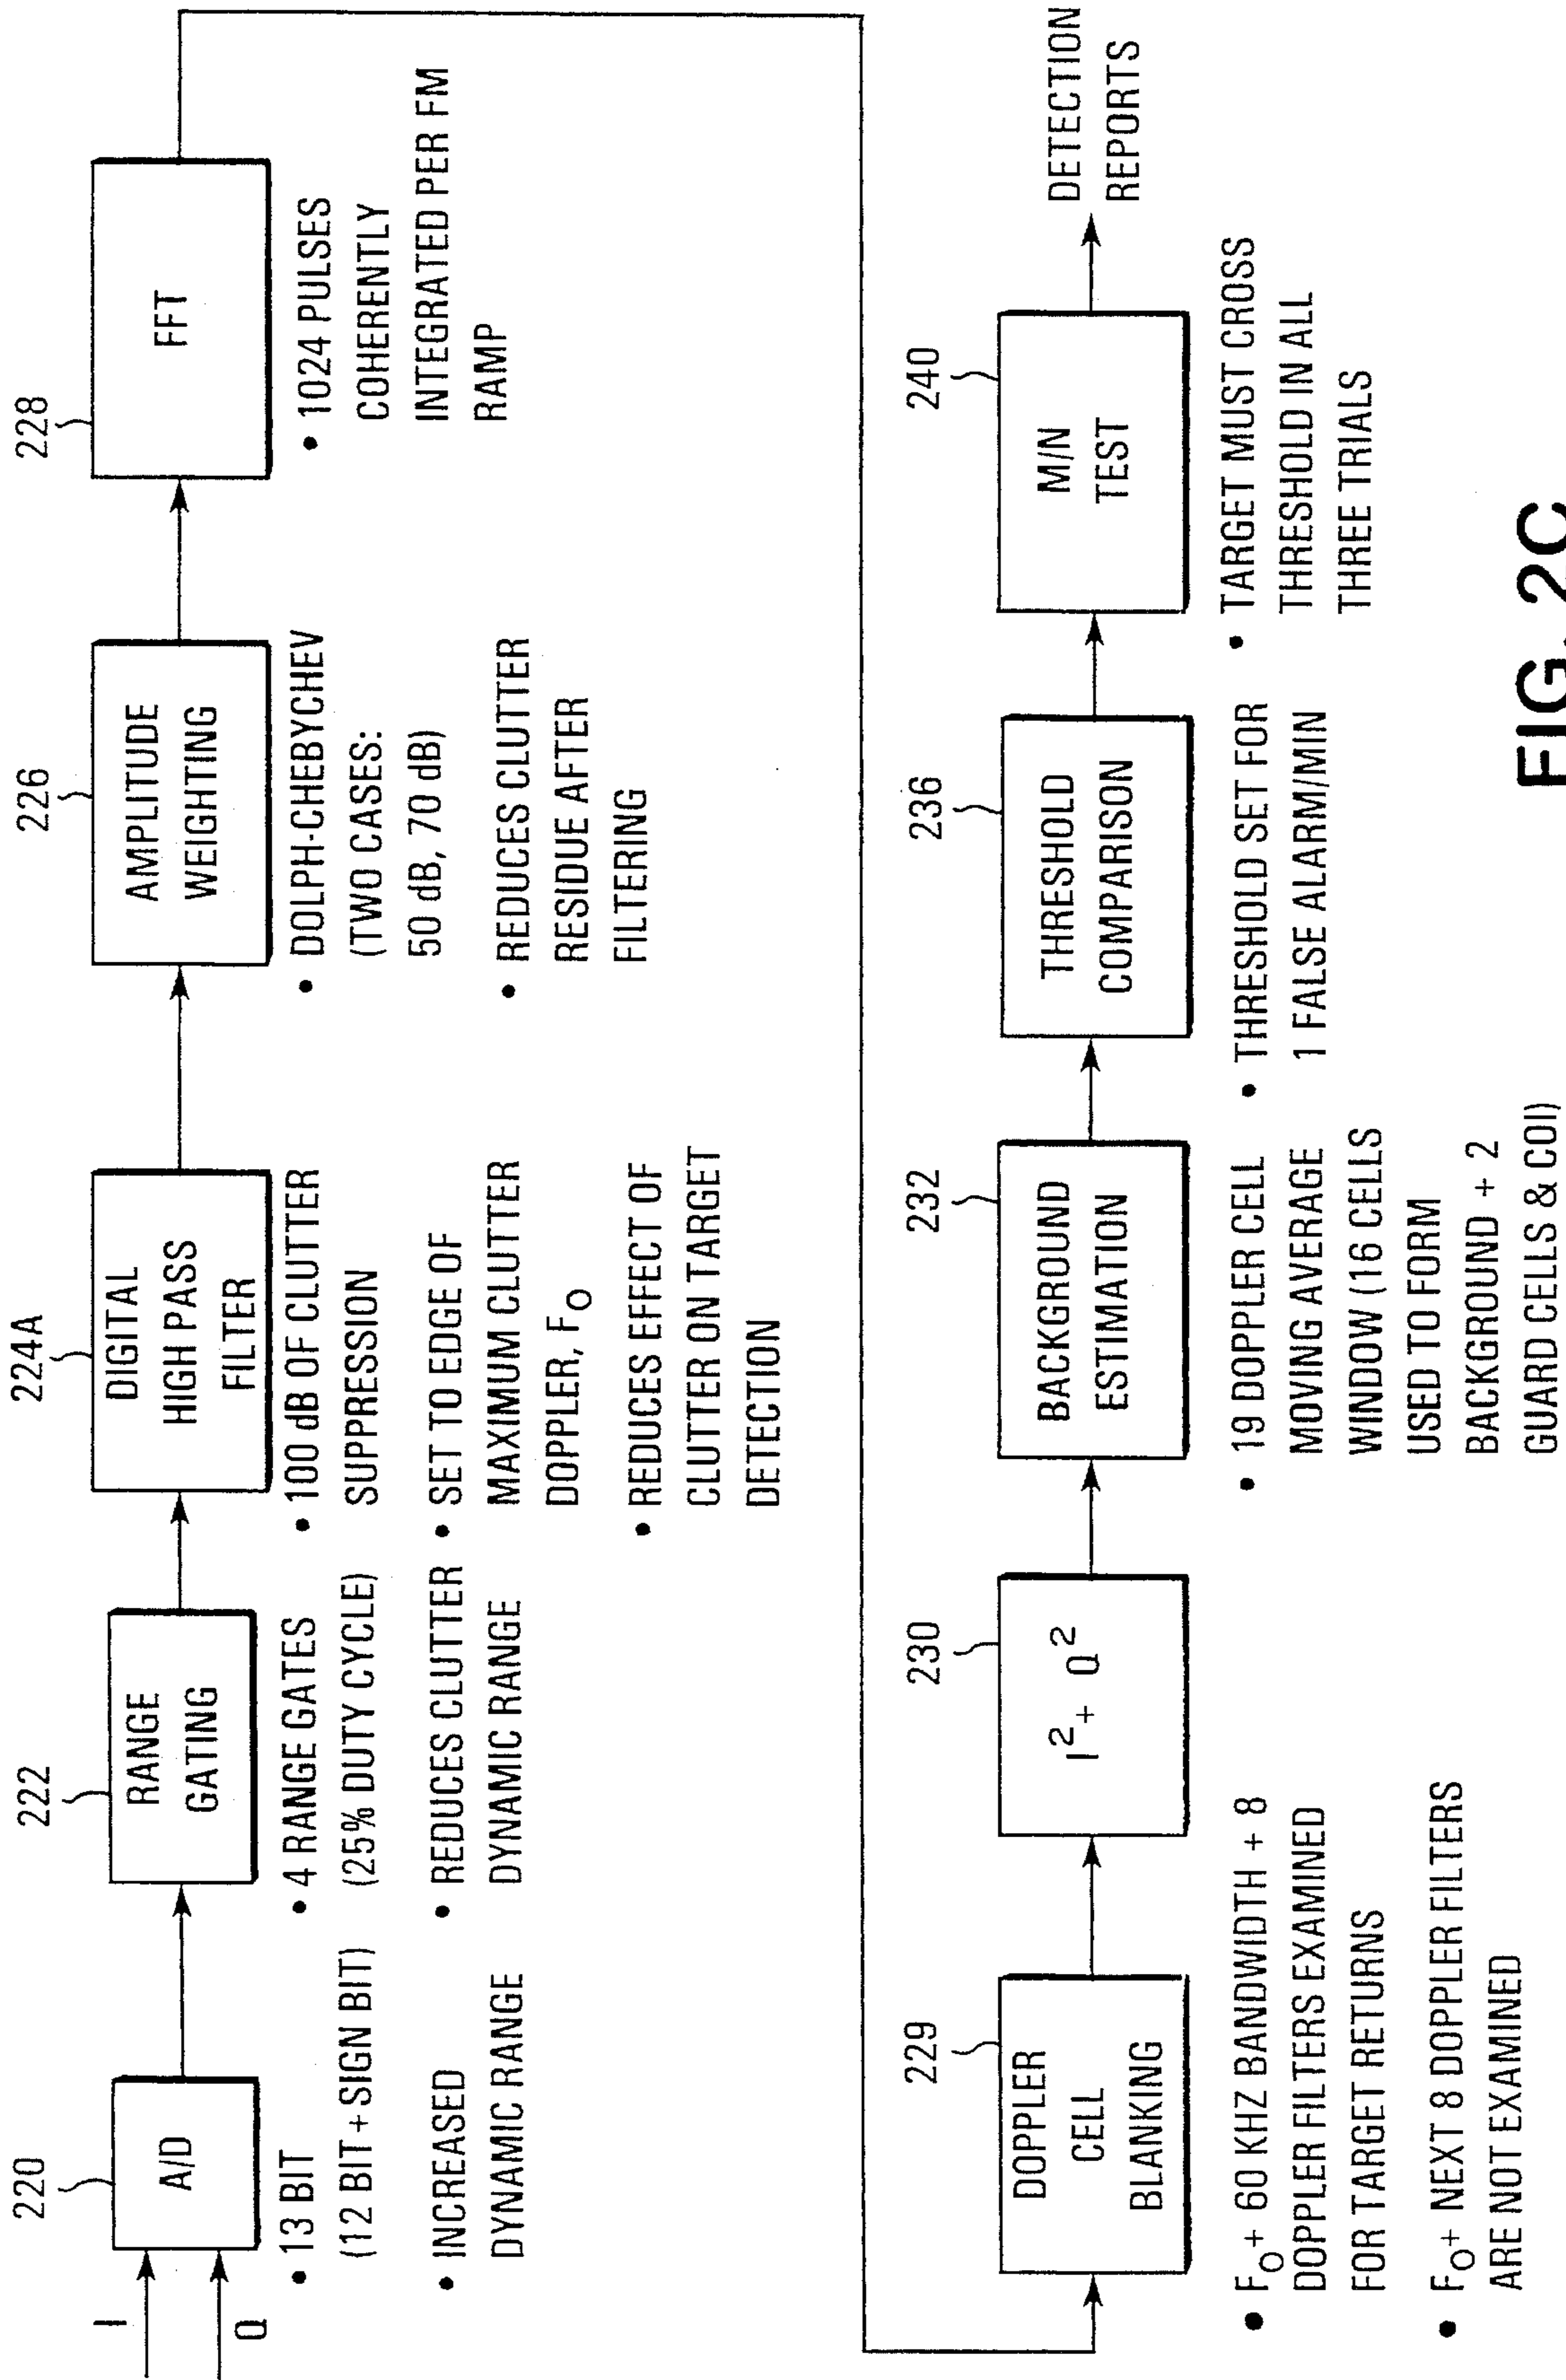 I
Q
220
A/D
• 13 BIT
(12 BIT + SIGN BIT)
• INCREASED
DYNAMIC RANGE
222
RANGE
GATING
• 4 RANGE GATES
(25% DUTY CYCLE)
• REDUCES CLUTTER
DYNAMIC RANGE
224A
DIGITAL
HIGH PASS
FILTER
• 100 dB OF CLUTTER
SUPPRESSION
• SET TO EDGE OF
MAXIMUM CLUTTER
DOPPLER, FO
• REDUCES EFFECT OF
CLUTTER ON TARGET
DETECTION
226
AMPLITUDE
WEIGHTING
• DOLPH-CHEBYCHEV
(TWO CASES:
50 dB, 70 dB)
• REDUCES CLUTTER
RESIDUE AFTER
FILTERING
228
FFT
• 1024 PULSES
COHERENTLY
INTEGRATED PER FM
RAMP
229
DOPPLER
CELL
BLANKING
• FO + 60 KHZ BANDWIDTH + 8
DOPPLER FILTERS EXAMINED
FOR TARGET RETURNS
• FO + NEXT 8 DOPPLER FILTERS
ARE NOT EXAMINED
230
I² + Q²
232
BACKGROUND
ESTIMATION
• 19 DOPPLER CELL
MOVING AVERAGE
WINDOW (16 CELLS
USED TO FORM
BACKGROUND + 2
GUARD CELLS & COI)
236
THRESHOLD
COMPARISON
• THRESHOLD SET FOR
1 FALSE ALARM/MIN
240
M/N
TEST
• TARGET MUST CROSS
THRESHOLD IN ALL
THREE TRIALS
DETECTION
REPORTS
FIG. 2C